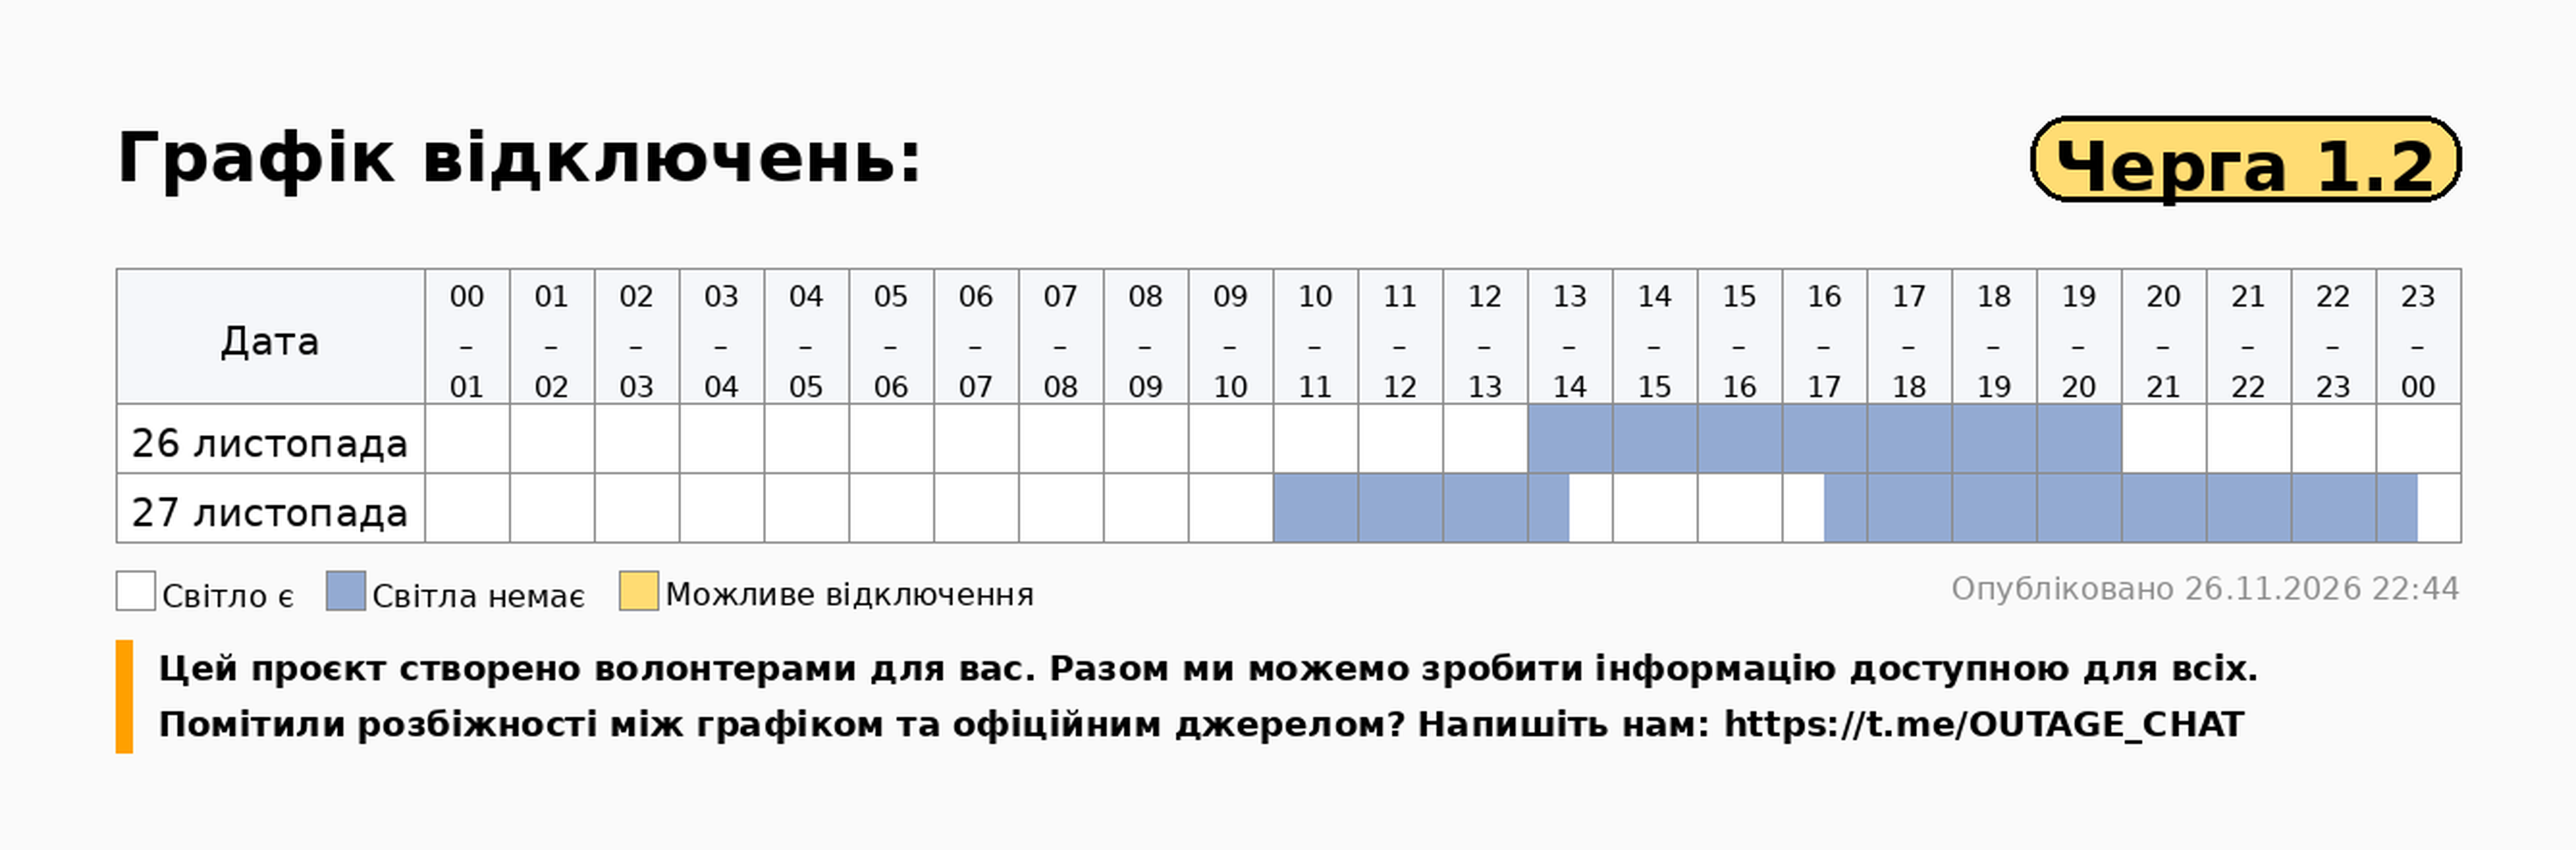 Графік відключень:
Черга 1.2
Дата
00 – 01
01 – 02
02 – 03
03 – 04
04 – 05
05 – 06
06 – 07
07 – 08
08 – 09
09 – 10
10 – 11
11 – 12
12 – 13
13 – 14
14 – 15
15 – 16
16 – 17
17 – 18
18 – 19
19 – 20
20 – 21
21 – 22
22 – 23
23 – 00
26 листопада
27 листопада
Світло є
Світла немає
Можливе відключення
Опубліковано 26.11.2026 22:44
Цей проєкт створено волонтерами для вас. Разом ми можемо зробити інформацію доступною для всіх.
Помітили розбіжності між графіком та офіційним джерелом? Напишіть нам: https://t.me/OUTAGE_CHAT